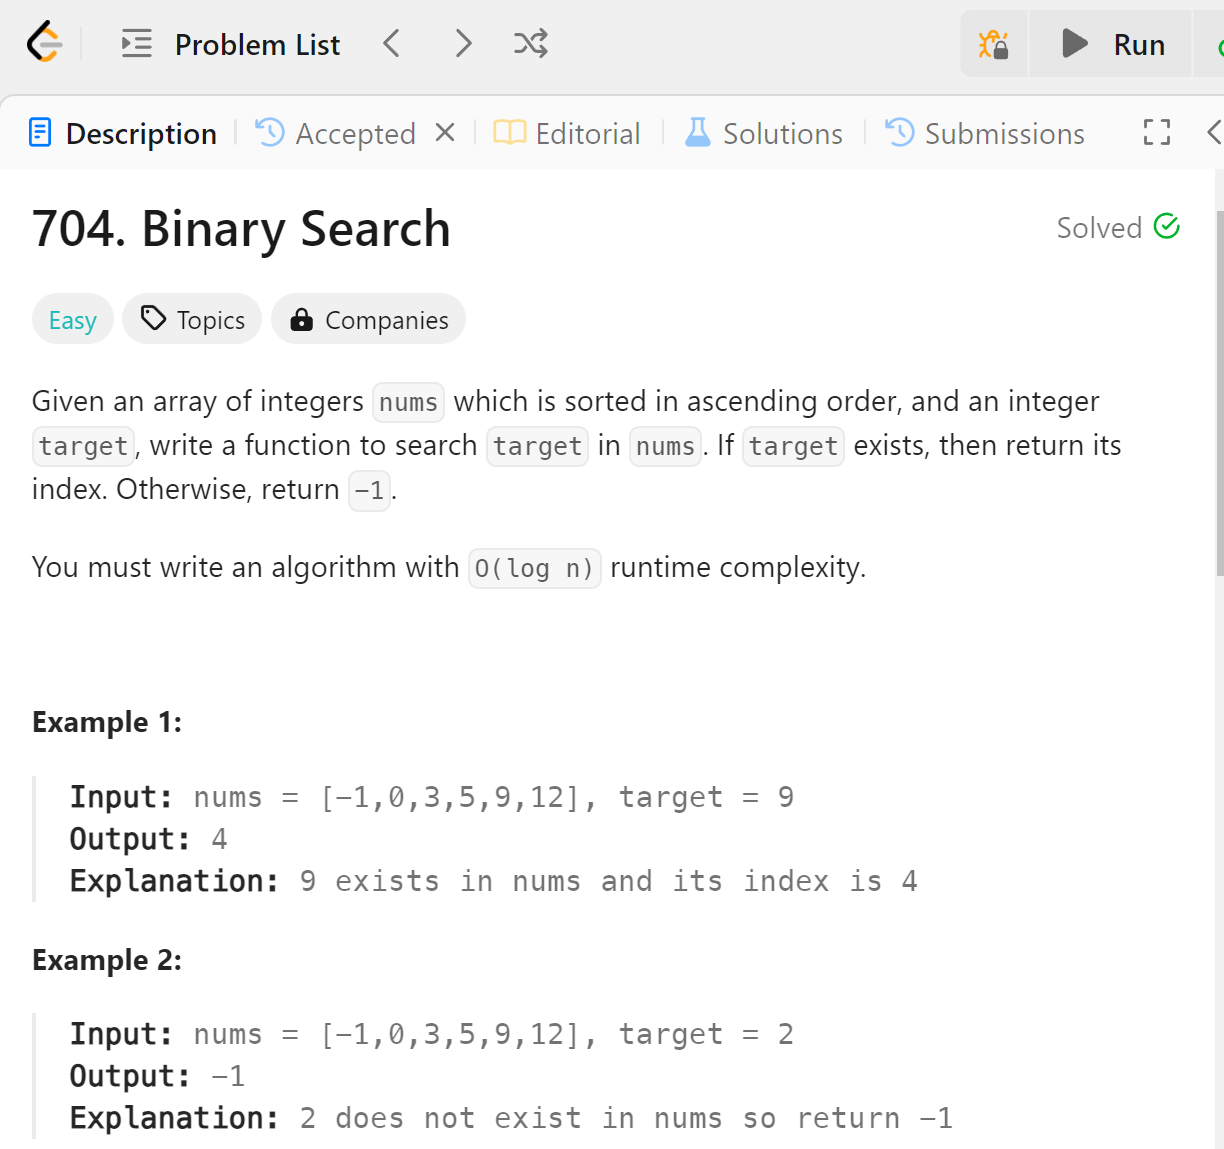 Problem List Run
Description Accepted Editorial Solutions Submissions
704. Binary Search
Solved
Easy Topics Companies
Given an array of integers nums which is sorted in ascending order, and an integer
target, write a function to search target in nums. If target exists, then return its
index. Otherwise, return -1.
You must write an algorithm with O(log n) runtime complexity.
Example 1:
Input: nums = [-1,0,3,5,9,12], target = 9
Output: 4
Explanation: 9 exists in nums and its index is 4
Example 2:
Input: nums = [-1,0,3,5,9,12], target = 2
Output: -1
Explanation: 2 does not exist in nums so return -1